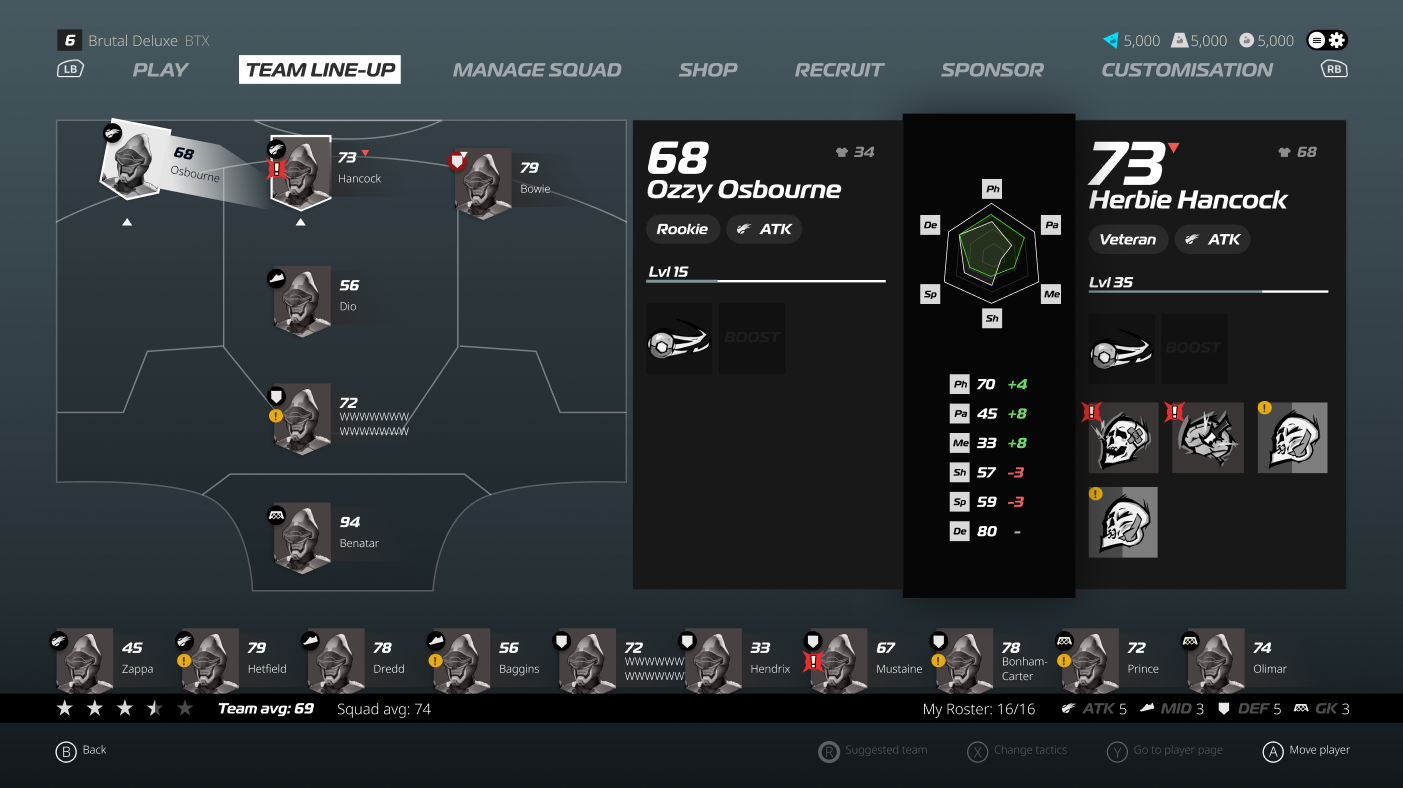 6 Brutal Deluxe BTX
5,000 5,000 5,000
LB PLAY TEAM LINE-UP MANAGE SQUAD SHOP RECRUIT SPONSOR CUSTOMISATION RB
68
Osbourne
73
Hancock
79
Bowie
56
Dio
72
WWWWWWW
WWWWWWW
94
Benatar
68
34
Ozzy Osbourne
Rookie ATK
Lvl 15
BOOST
Ph
De Pa
Sp Me
Sh
Ph 70 +4
Pa 45 +8
Me 33 +8
Sh 57 -3
Sp 59 -3
De 80 -
73
68
Herbie Hancock
Veteran ATK
Lvl 35
BOOST
45
Zappa
79
Hetfield
78
Dredd
56
Baggins
72
WWWWWWW
WWWWWWW
33
Hendrix
67
Mustaine
78
Bonham-
Carter
72
Prince
74
Olimar
Team avg: 69 Squad avg: 74 My Roster: 16/16 ATK 5 MID 3 DEF 5 GK 3
B Back R Suggested team X Change tactics Y Go to player page A Move player